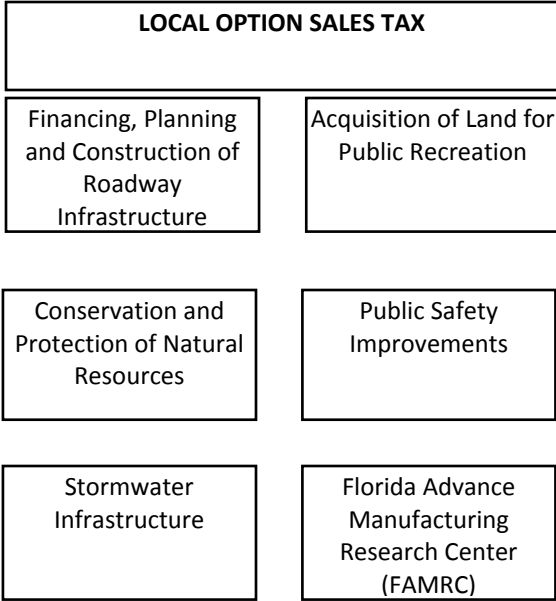 LOCAL OPTION SALES TAX
Financing, Planning
and Construction of
Roadway
Infrastructure
Acquisition of Land for
Public Recreation
Conservation and
Protection of Natural
Resources
Public Safety
Improvements
Stormwater
Infrastructure
Florida Advance
Manufacturing
Research Center
(FAMRC)